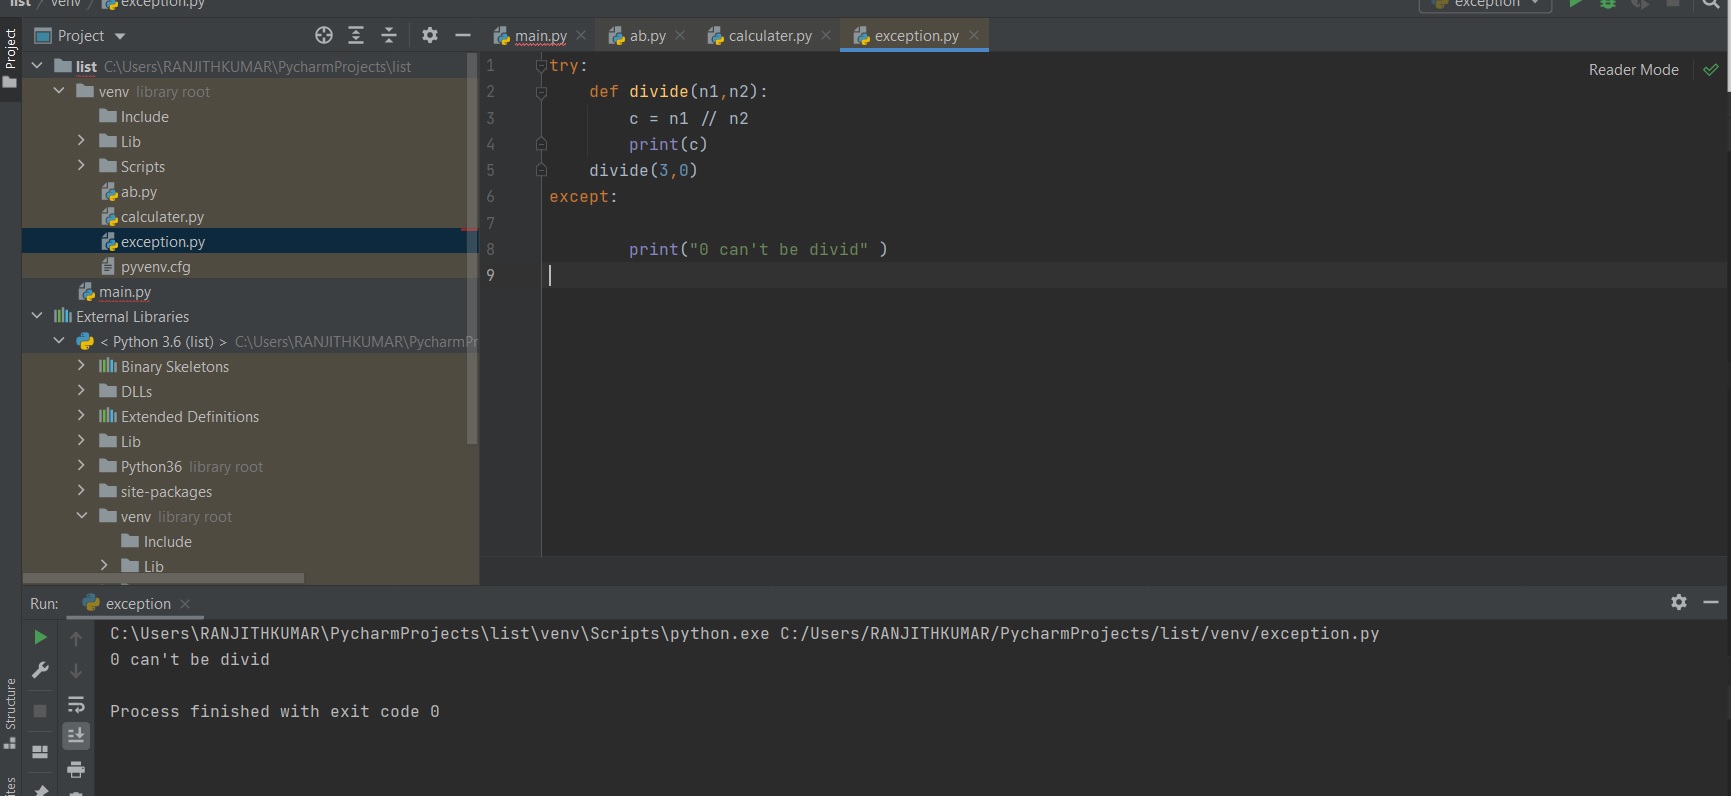 list venv exception.py
exception
Project
Project
main.py
ab.py
calculater.py
exception.py
list C:\Users\RANJITHKUMAR\PycharmProjects\list
venv library root
Include
Lib
Scripts
ab.py
calculater.py
exception.py
pyvenv.cfg
main.py
External Libraries
< Python 3.6 (list) > C:\Users\RANJITHKUMAR\PycharmPr
Binary Skeletons
DLLs
Extended Definitions
Lib
Python36 library root
site-packages
venv library root
Include
Lib
Reader Mode
1 try:
2 def divide(n1,n2):
3 c = n1 // n2
4 print(c)
5 divide(3,0)
6 except:
7
8 print("0 can't be divid" )
9
Run: exception
C:\Users\RANJITHKUMAR\PycharmProjects\list\venv\Scripts\python.exe C:/Users/RANJITHKUMAR/PycharmProjects/list/venv/exception.py
0 can't be divid
Process finished with exit code 0
Structure